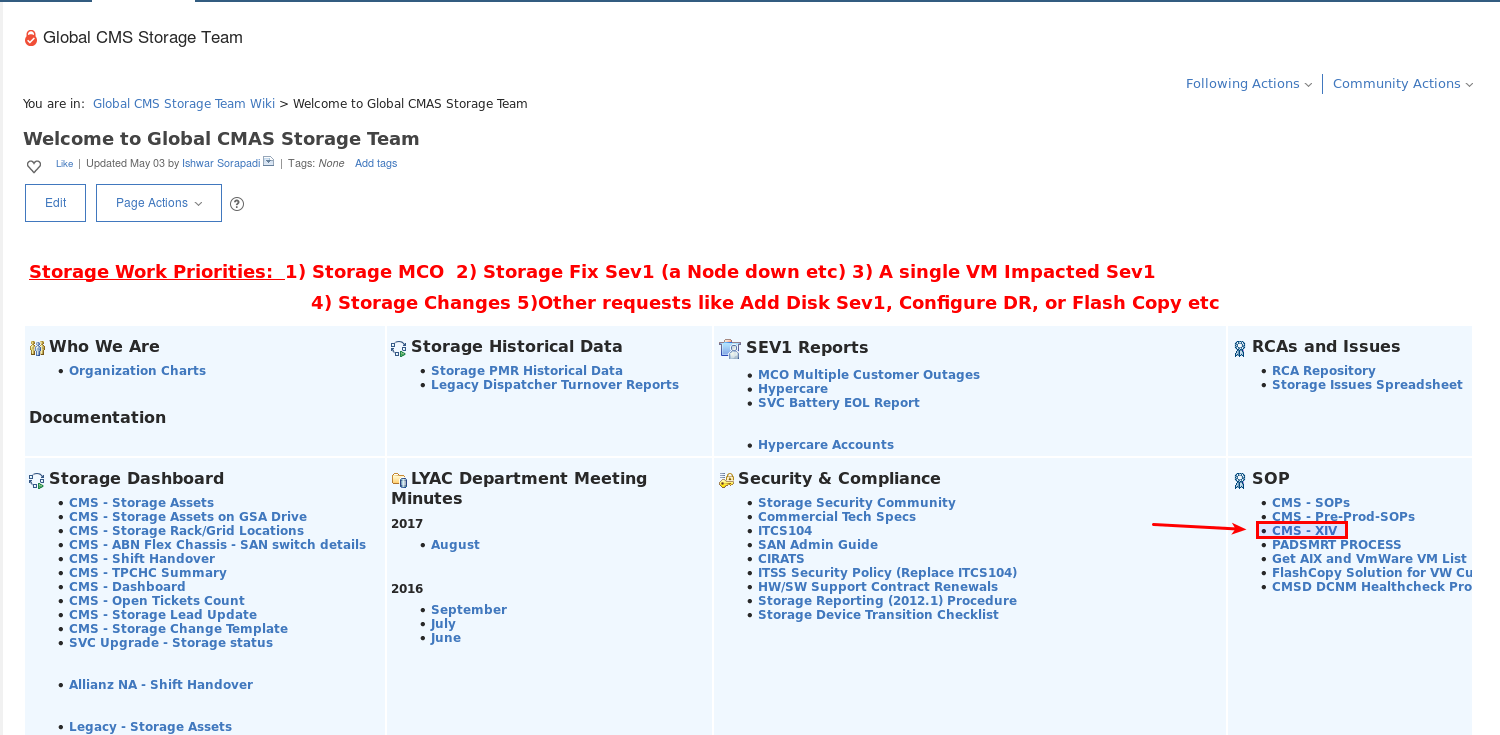 Global CMS Storage Team
Following Actions
Community Actions
You are in: Global CMS Storage Team Wiki > Welcome to Global CMAS Storage Team
Welcome to Global CMAS Storage Team
Like | Updated May 03 by Ishwar Sorapadi | Tags: None Add tags
Edit
Page Actions
?
Storage Work Priorities: 1) Storage MCO 2) Storage Fix Sev1 (a Node down etc) 3) A single VM Impacted Sev1
4) Storage Changes 5)Other requests like Add Disk Sev1, Configure DR, or Flash Copy etc
Who We Are
• Organization Charts
Documentation
Storage Historical Data
• Storage PMR Historical Data
• Legacy Dispatcher Turnover Reports
SEV1 Reports
• MCO Multiple Customer Outages
• Hypercare
• SVC Battery EOL Report
• Hypercare Accounts
RCAs and Issues
• RCA Repository
• Storage Issues Spreadsheet
Storage Dashboard
• CMS - Storage Assets
• CMS - Storage Assets on GSA Drive
• CMS - Storage Rack/Grid Locations
• CMS - ABN Flex Chassis - SAN switch details
• CMS - Shift Handover
• CMS - TPCHC Summary
• CMS - Dashboard
• CMS - Open Tickets Count
• CMS - Storage Lead Update
• CMS - Storage Change Template
• SVC Upgrade - Storage status
• Allianz NA - Shift Handover
• Legacy - Storage Assets
LYAC Department Meeting
Minutes
2017
• August
2016
• September
• July
• June
Security & Compliance
• Storage Security Community
• Commercial Tech Specs
• ITCS104
• SAN Admin Guide
• CIRATS
• ITSS Security Policy (Replace ITCS104)
• HW/SW Support Contract Renewals
• Storage Reporting (2012.1) Procedure
• Storage Device Transition Checklist
SOP
• CMS - SOPs
• CMS - Pre-Prod-SOPs
• CMS - XIV
• PADSMRT PROCESS
• Get AIX and VmWare VM List
• FlashCopy Solution for VW Cu
• CMSD DCNM Healthcheck Pro